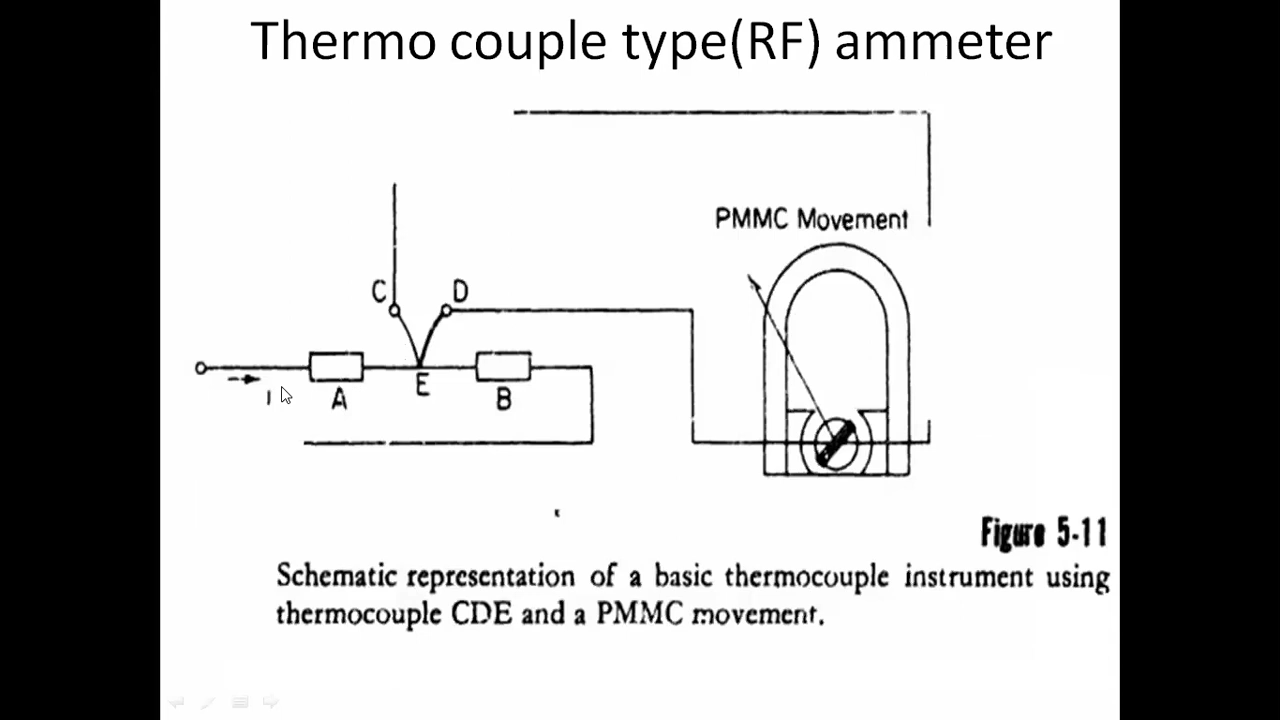 Thermo couple type(RF) ammeter
PMMC Movement
C
D
E
A
B
I
Figure 5-11
Schematic representation of a basic thermocouple instrument using
thermocouple CDE and a PMMC movement.